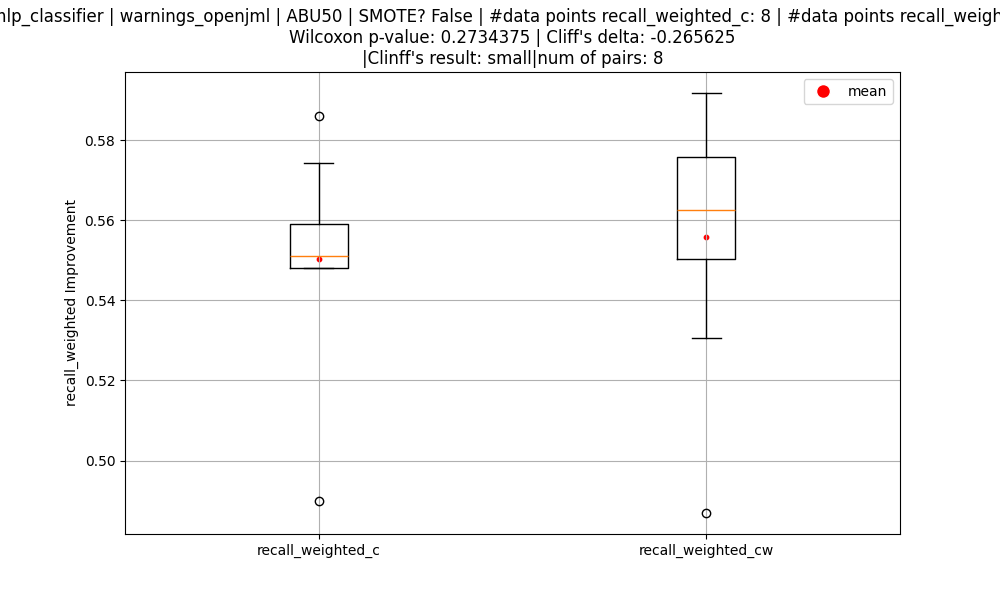 nlp_classifier | warnings_openjml | ABU50 | SMOTE? False | #data points recall_weighted_c: 8 | #data points recall_weigh
Wilcoxon p-value: 0.2734375 | Cliff's delta: -0.265625
|Clinff's result: small|num of pairs: 8
mean
0.58
0.56
0.54
0.52
0.50
recall_weighted Improvement
recall_weighted_c
recall_weighted_cw